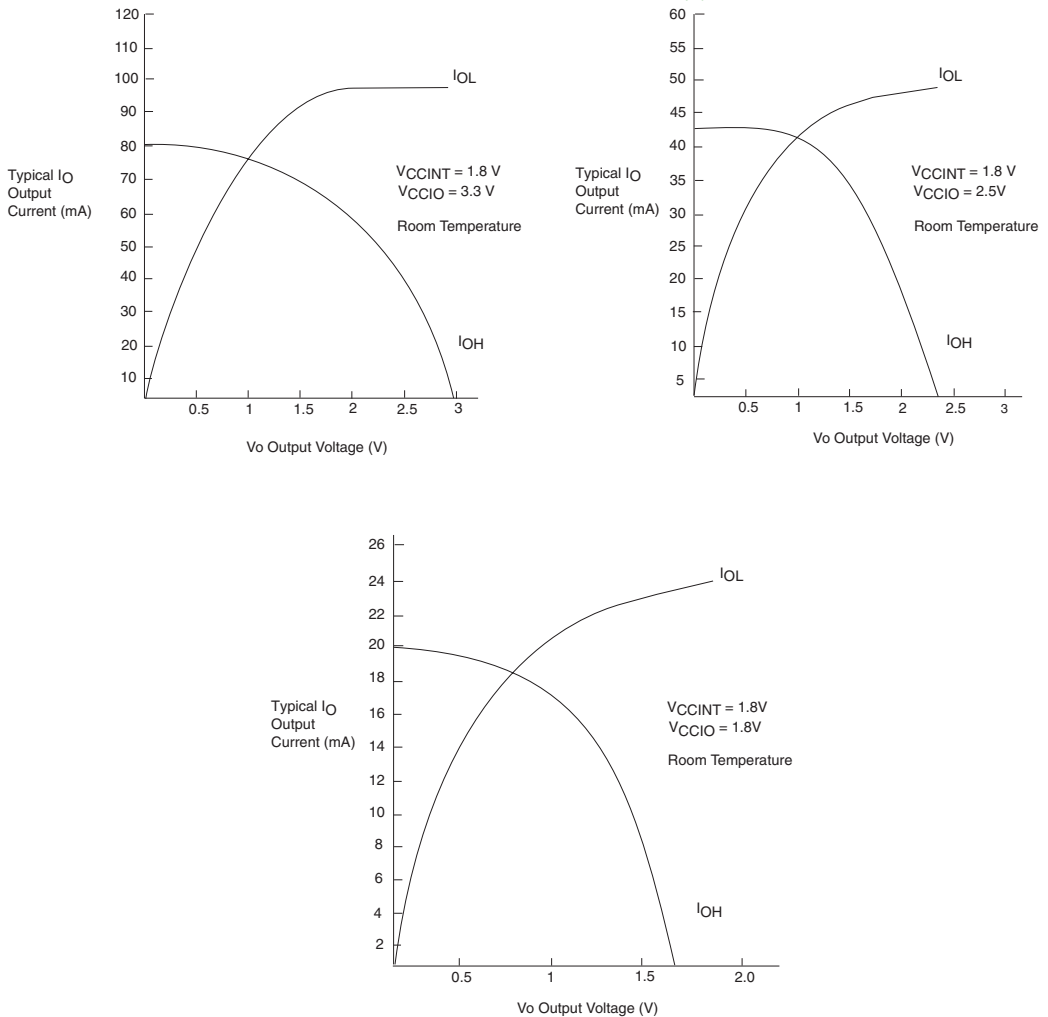 120
110
100
90
80
70
60
50
40
30
20
10
Typical IO
Output
Current (mA)
IOL
VCCINT = 1.8 V
VCCIO = 3.3 V
Room Temperature
IOH
0.5 1 1.5 2 2.5 3
Vo Output Voltage (V)
60
55
50
45
40
35
30
25
20
15
10
5
Typical IO
Output
Current (mA)
IOL
VCCINT = 1.8 V
VCCIO = 2.5V
Room Temperature
IOH
0.5 1 1.5 2 2.5 3
Vo Output Voltage (V)
26
24
22
20
18
16
14
12
10
8
6
4
2
Typical IO
Output
Current (mA)
IOL
VCCINT = 1.8V
VCCIO = 1.8V
Room Temperature
IOH
0.5 1 1.5 2.0
Vo Output Voltage (V)